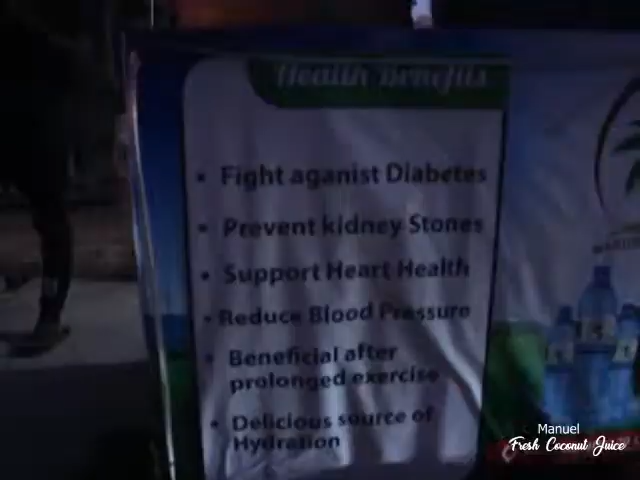 Health Benefits
• Fight aganist Diabetes
• Prevent kidney Stones
• Support Heart Health
• Reduce Blood Pressure
• Beneficial after
prolonged exercise
• Delicious source of
Hydration
Manuel
Fresh Coconut Juice